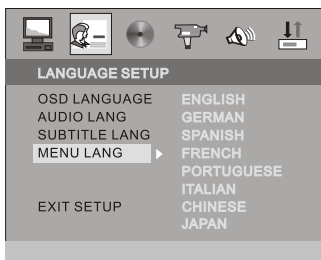 LANGUAGE SETUP
OSD LANGUAGE ENGLISH
AUDIO LANG GERMAN
SUBTITLE LANG SPANISH
MENU LANG FRENCH
PORTUGUESE
ITALIAN
EXIT SETUP CHINESE
JAPAN